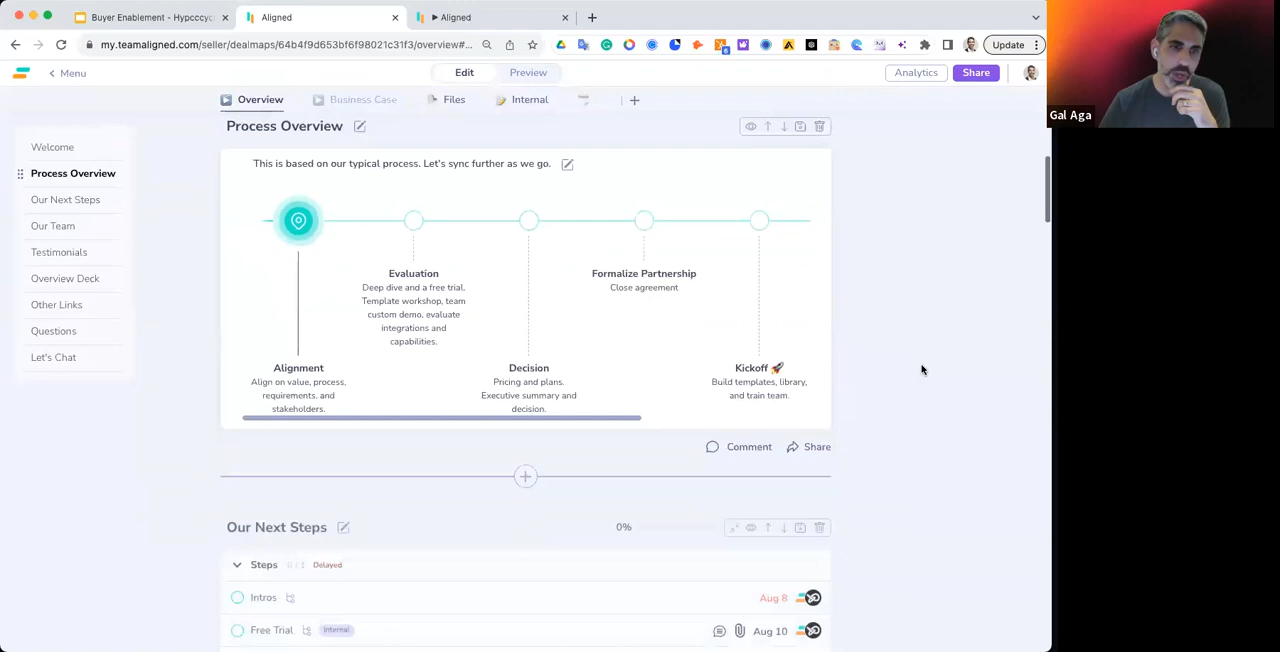 Buyer Enablement - Hypcccyc
Aligned
Aligned
my.teamaligned.com/seller/dealmaps/64b4f9d653bf6f98021c31f3/overview#...
Update
Menu
Edit
Preview
Analytics
Share
Gal Aga
Overview
Business Case
Files
Internal
Welcome
Process Overview
Our Next Steps
Our Team
Testimonials
Overview Deck
Other Links
Questions
Let's Chat
Process Overview
This is based on our typical process. Let's sync further as we go.
Evaluation
Deep dive and a free trial.
Template workshop, team
custom demo, evaluate
integrations and
capabilities.
Formalize Partnership
Close agreement
Alignment
Align on value, process,
requirements, and
stakeholders.
Decision
Pricing and plans.
Executive summary and
decision.
Kickoff 🚀
Build templates, library,
and train team.
Comment
Share
Our Next Steps
0%
Steps
Delayed
Intros
Aug 8
Free Trial
Internal
Aug 10